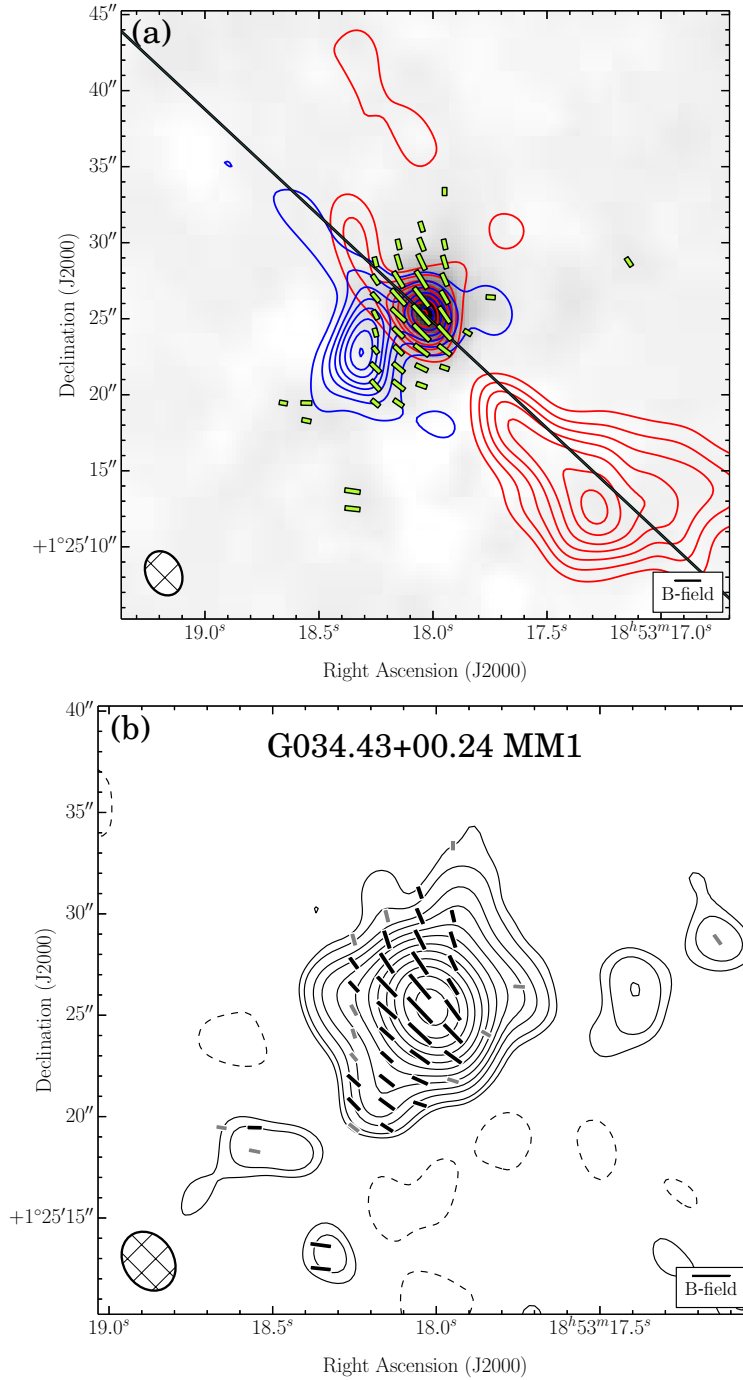 (a)
45″
40″
35″
30″
25″
20″
15″
+1°25′10″
Declination (J2000)
B-field
19.0ˢ 18.5ˢ 18.0ˢ 17.5ˢ 18ʰ53ᵐ17.0ˢ
Right Ascension (J2000)
(b)
G034.43+00.24 MM1
40″
35″
30″
25″
20″
+1°25′15″
Declination (J2000)
B-field
19.0ˢ 18.5ˢ 18.0ˢ 18ʰ53ᵐ17.5ˢ
Right Ascension (J2000)